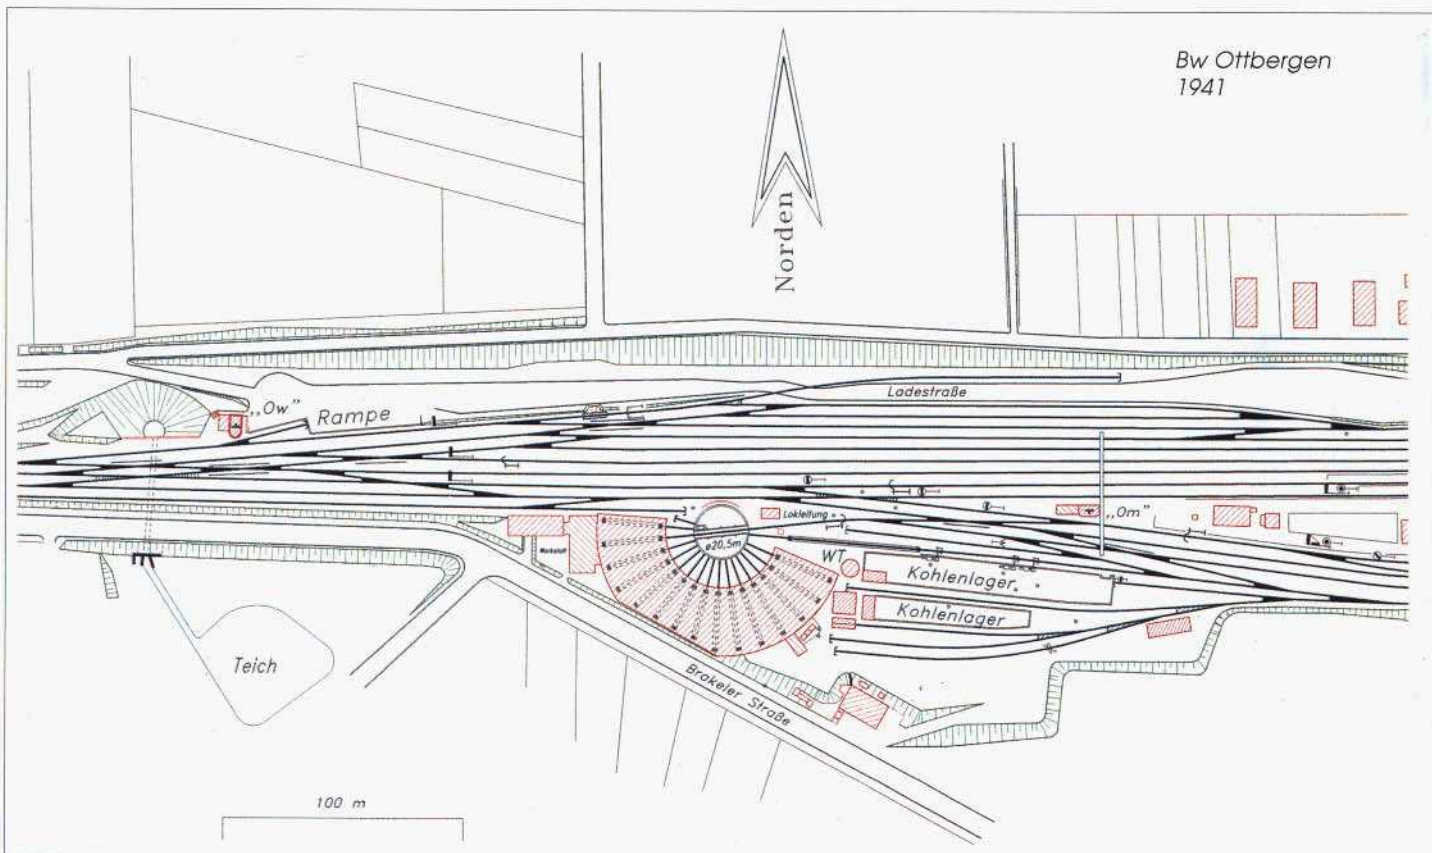 Bw Ottbergen
1941
Norden
Ladestraße
„Ow”
Rampe
Lokleitung
„Om”
ø20,5m
Werkstatt
WT
Kohlenlager
Kohlenlager
Teich
Brakeler Straße
100 m